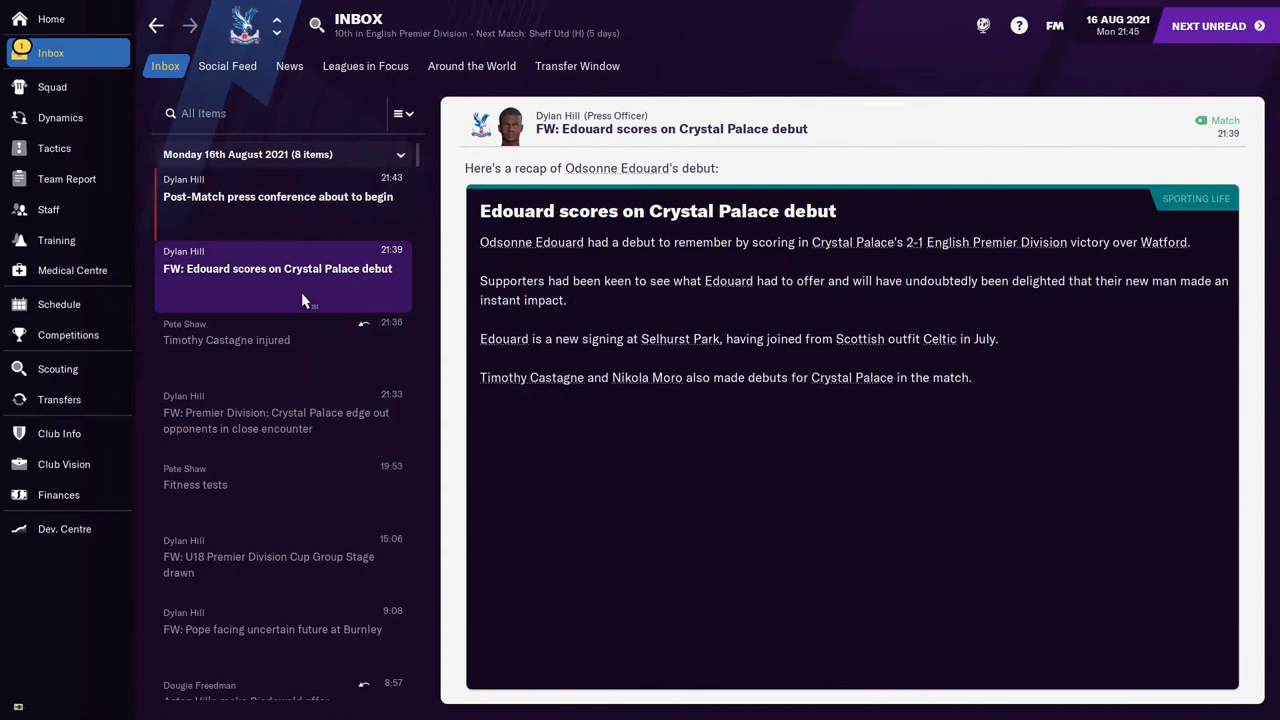 Home
1
Inbox
11
Squad
Dynamics
Tactics
Team Report
Staff
Training
Medical Centre
Schedule
Competitions
Scouting
Transfers
Club Info
Club Vision
Finances
Dev. Centre
INBOX
10th in English Premier Division - Next Match: Sheff Utd (H) (5 days)
?
FM
16 AUG 2021
Mon 21:45
NEXT UNREAD
Inbox
Social Feed
News
Leagues in Focus
Around the World
Transfer Window
All Items
Monday 16th August 2021 (8 items)
Dylan Hill 21:43
Post-Match press conference about to begin
Dylan Hill 21:39
FW: Edouard scores on Crystal Palace debut
Pete Shaw 21:36
Timothy Castagne injured
Dylan Hill 21:33
FW: Premier Division: Crystal Palace edge out
opponents in close encounter
Pete Shaw 19:53
Fitness tests
Dylan Hill 15:06
FW: U18 Premier Division Cup Group Stage
drawn
Dylan Hill 9:08
FW: Pope facing uncertain future at Burnley
Dougie Freedman 8:57
Dylan Hill (Press Officer)
FW: Edouard scores on Crystal Palace debut
Match
21:39
Here's a recap of Odsonne Edouard's debut:
SPORTING LIFE
Edouard scores on Crystal Palace debut
Odsonne Edouard had a debut to remember by scoring in Crystal Palace's 2-1 English Premier Division victory over Watford.
Supporters had been keen to see what Edouard had to offer and will have undoubtedly been delighted that their new man made an
instant impact.
Edouard is a new signing at Selhurst Park, having joined from Scottish outfit Celtic in July.
Timothy Castagne and Nikola Moro also made debuts for Crystal Palace in the match.